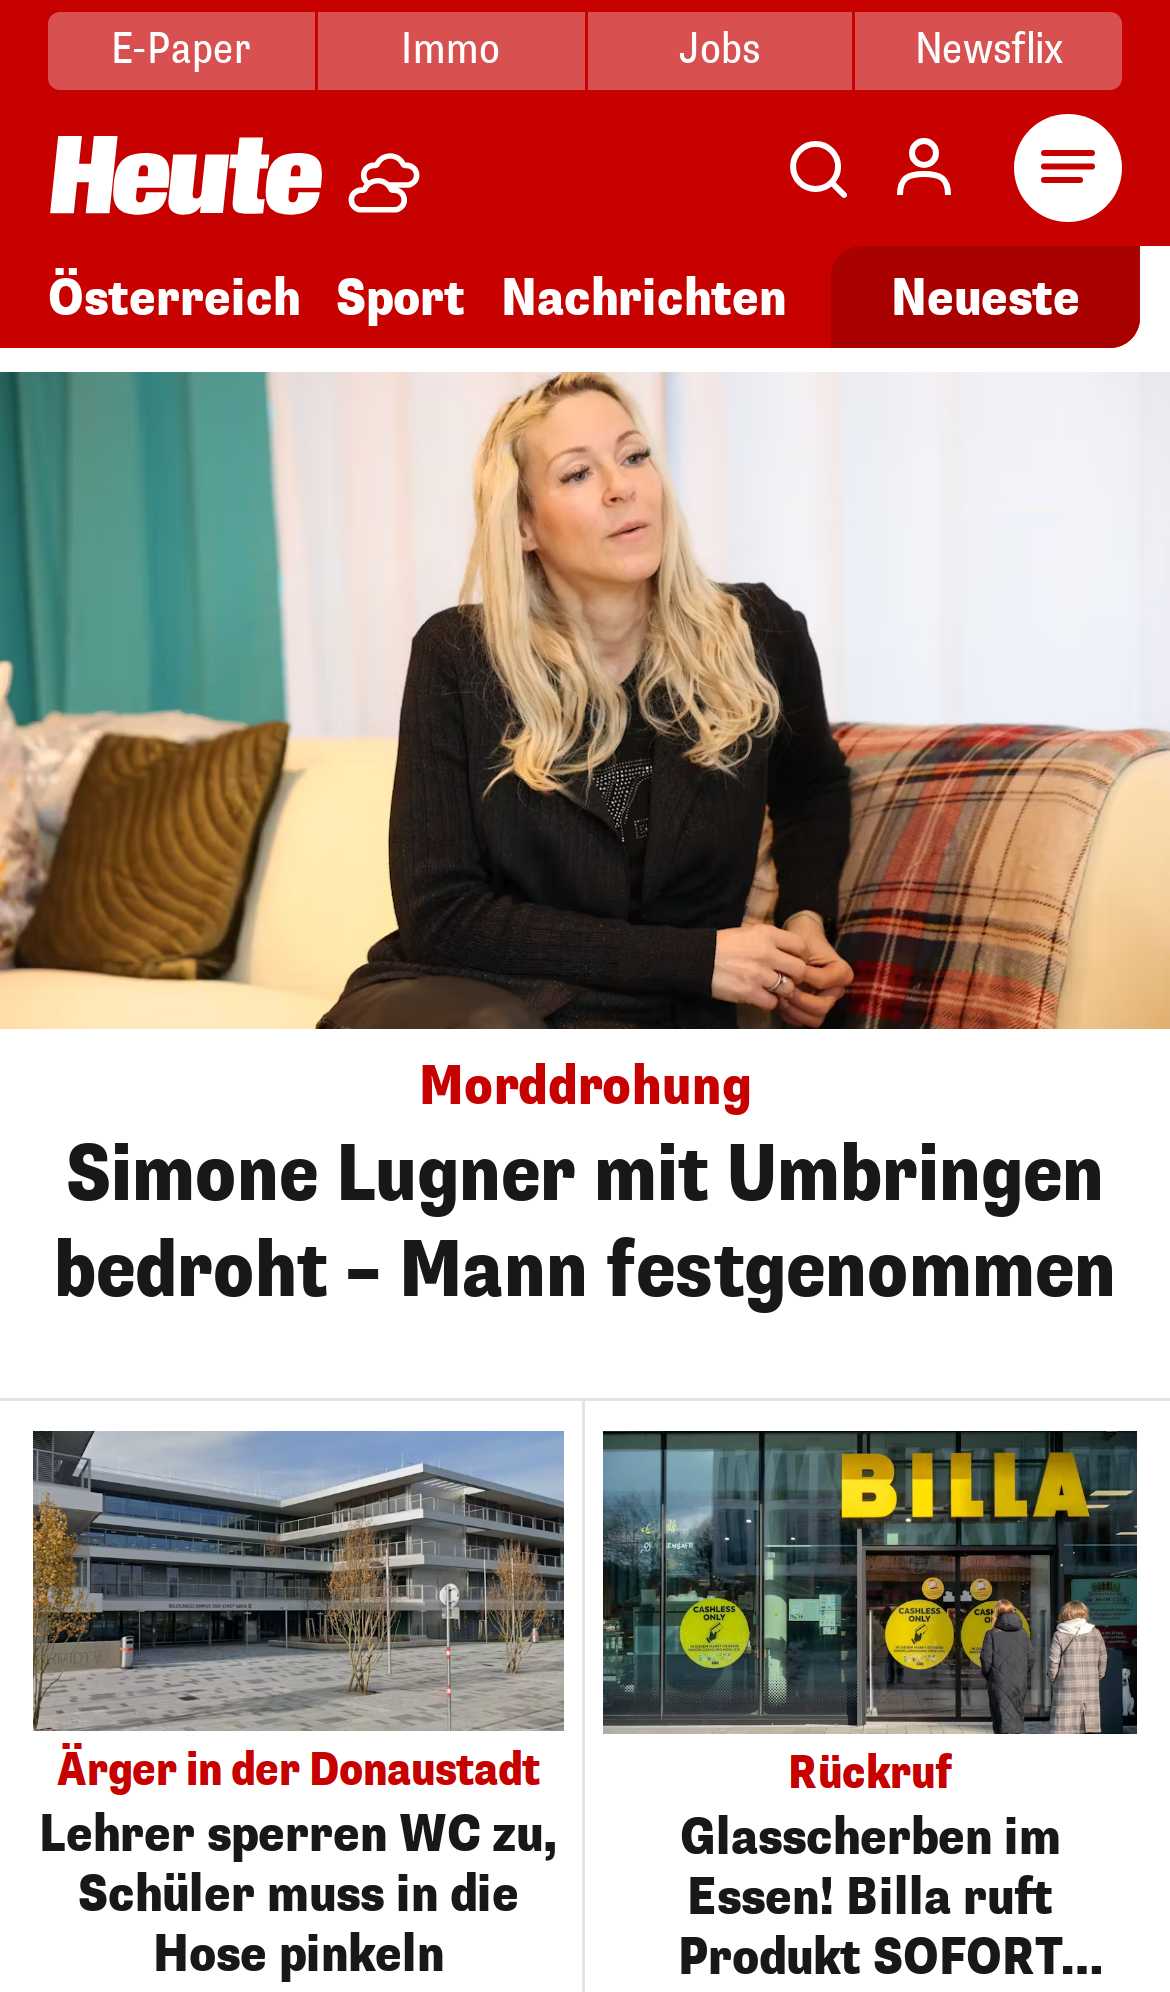 E-Paper
Immo
Jobs
Newsflix
Heute
Österreich
Sport
Nachrichten
Neueste
Morddrohung
Simone Lugner mit Umbringen
bedroht – Mann festgenommen
BILLA
CASHLESS
ONLY
CASHLESS
ONLY
Ärger in der Donaustadt
Lehrer sperren WC zu,
Schüler muss in die
Hose pinkeln
Rückruf
Glasscherben im
Essen! Billa ruft
Produkt SOFORT...